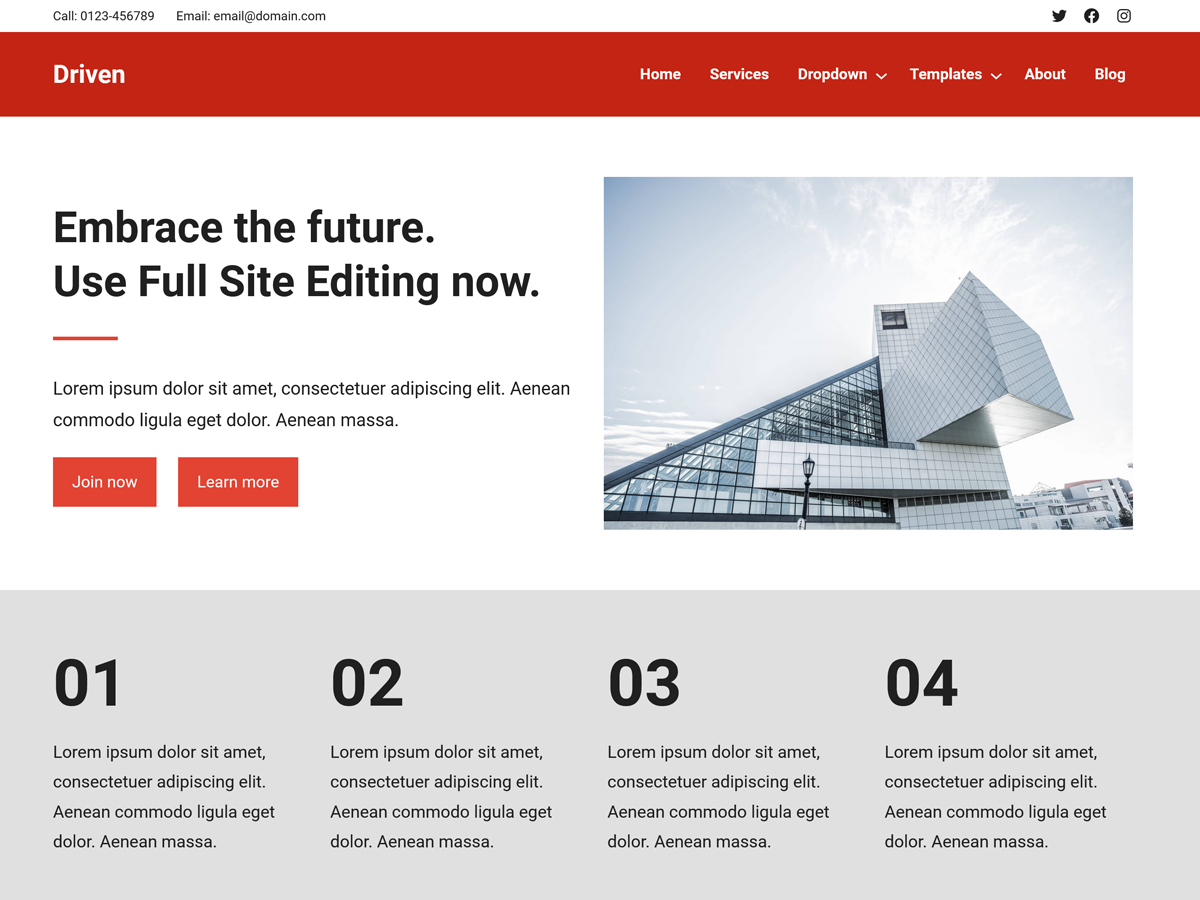 Call: 0123-456789 Email: email@domain.com
Driven
Home Services Dropdown Templates About Blog
Embrace the future.
Use Full Site Editing now.
Lorem ipsum dolor sit amet, consectetuer adipiscing elit. Aenean
commodo ligula eget dolor. Aenean massa.
Join now Learn more
01
Lorem ipsum dolor sit amet,
consectetuer adipiscing elit.
Aenean commodo ligula eget
dolor. Aenean massa.
02
Lorem ipsum dolor sit amet,
consectetuer adipiscing elit.
Aenean commodo ligula eget
dolor. Aenean massa.
03
Lorem ipsum dolor sit amet,
consectetuer adipiscing elit.
Aenean commodo ligula eget
dolor. Aenean massa.
04
Lorem ipsum dolor sit amet,
consectetuer adipiscing elit.
Aenean commodo ligula eget
dolor. Aenean massa.